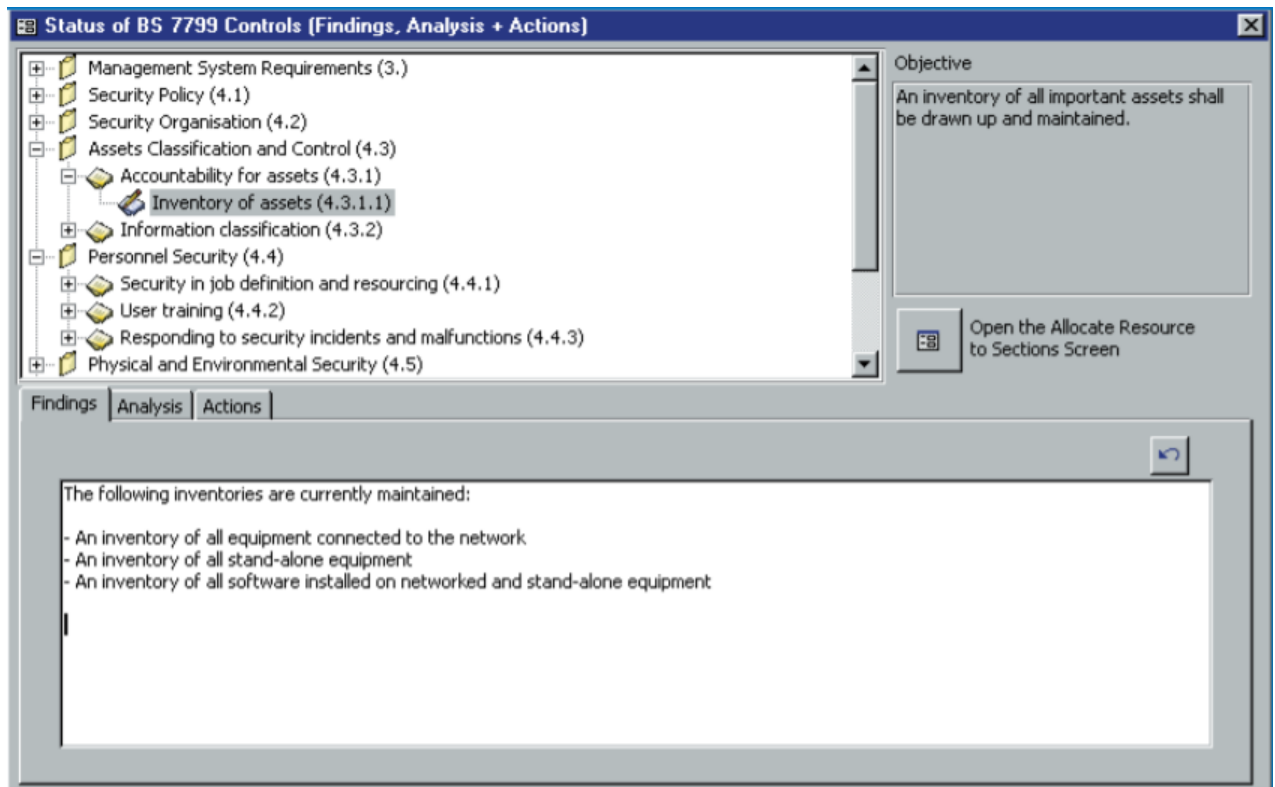 Status of BS 7799 Controls (Findings, Analysis + Actions)
Management System Requirements (3.)
Security Policy (4.1)
Security Organisation (4.2)
Assets Classification and Control (4.3)
Accountability for assets (4.3.1)
Inventory of assets (4.3.1.1)
Information classification (4.3.2)
Personnel Security (4.4)
Security in job definition and resourcing (4.4.1)
User training (4.4.2)
Responding to security incidents and malfunctions (4.4.3)
Physical and Environmental Security (4.5)
Objective
An inventory of all important assets shall
be drawn up and maintained.
Open the Allocate Resource
to Sections Screen
Findings
Analysis
Actions
The following inventories are currently maintained:
- An inventory of all equipment connected to the network
- An inventory of all stand-alone equipment
- An inventory of all software installed on networked and stand-alone equipment